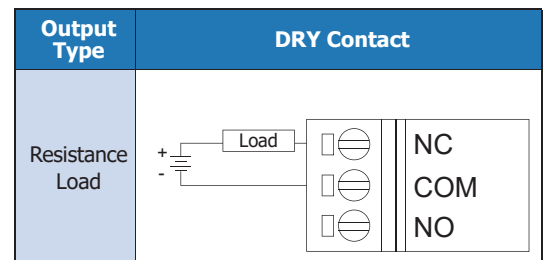 Output
Type
DRY Contact
Resistance
Load
+
-
Load
NC
COM
NO